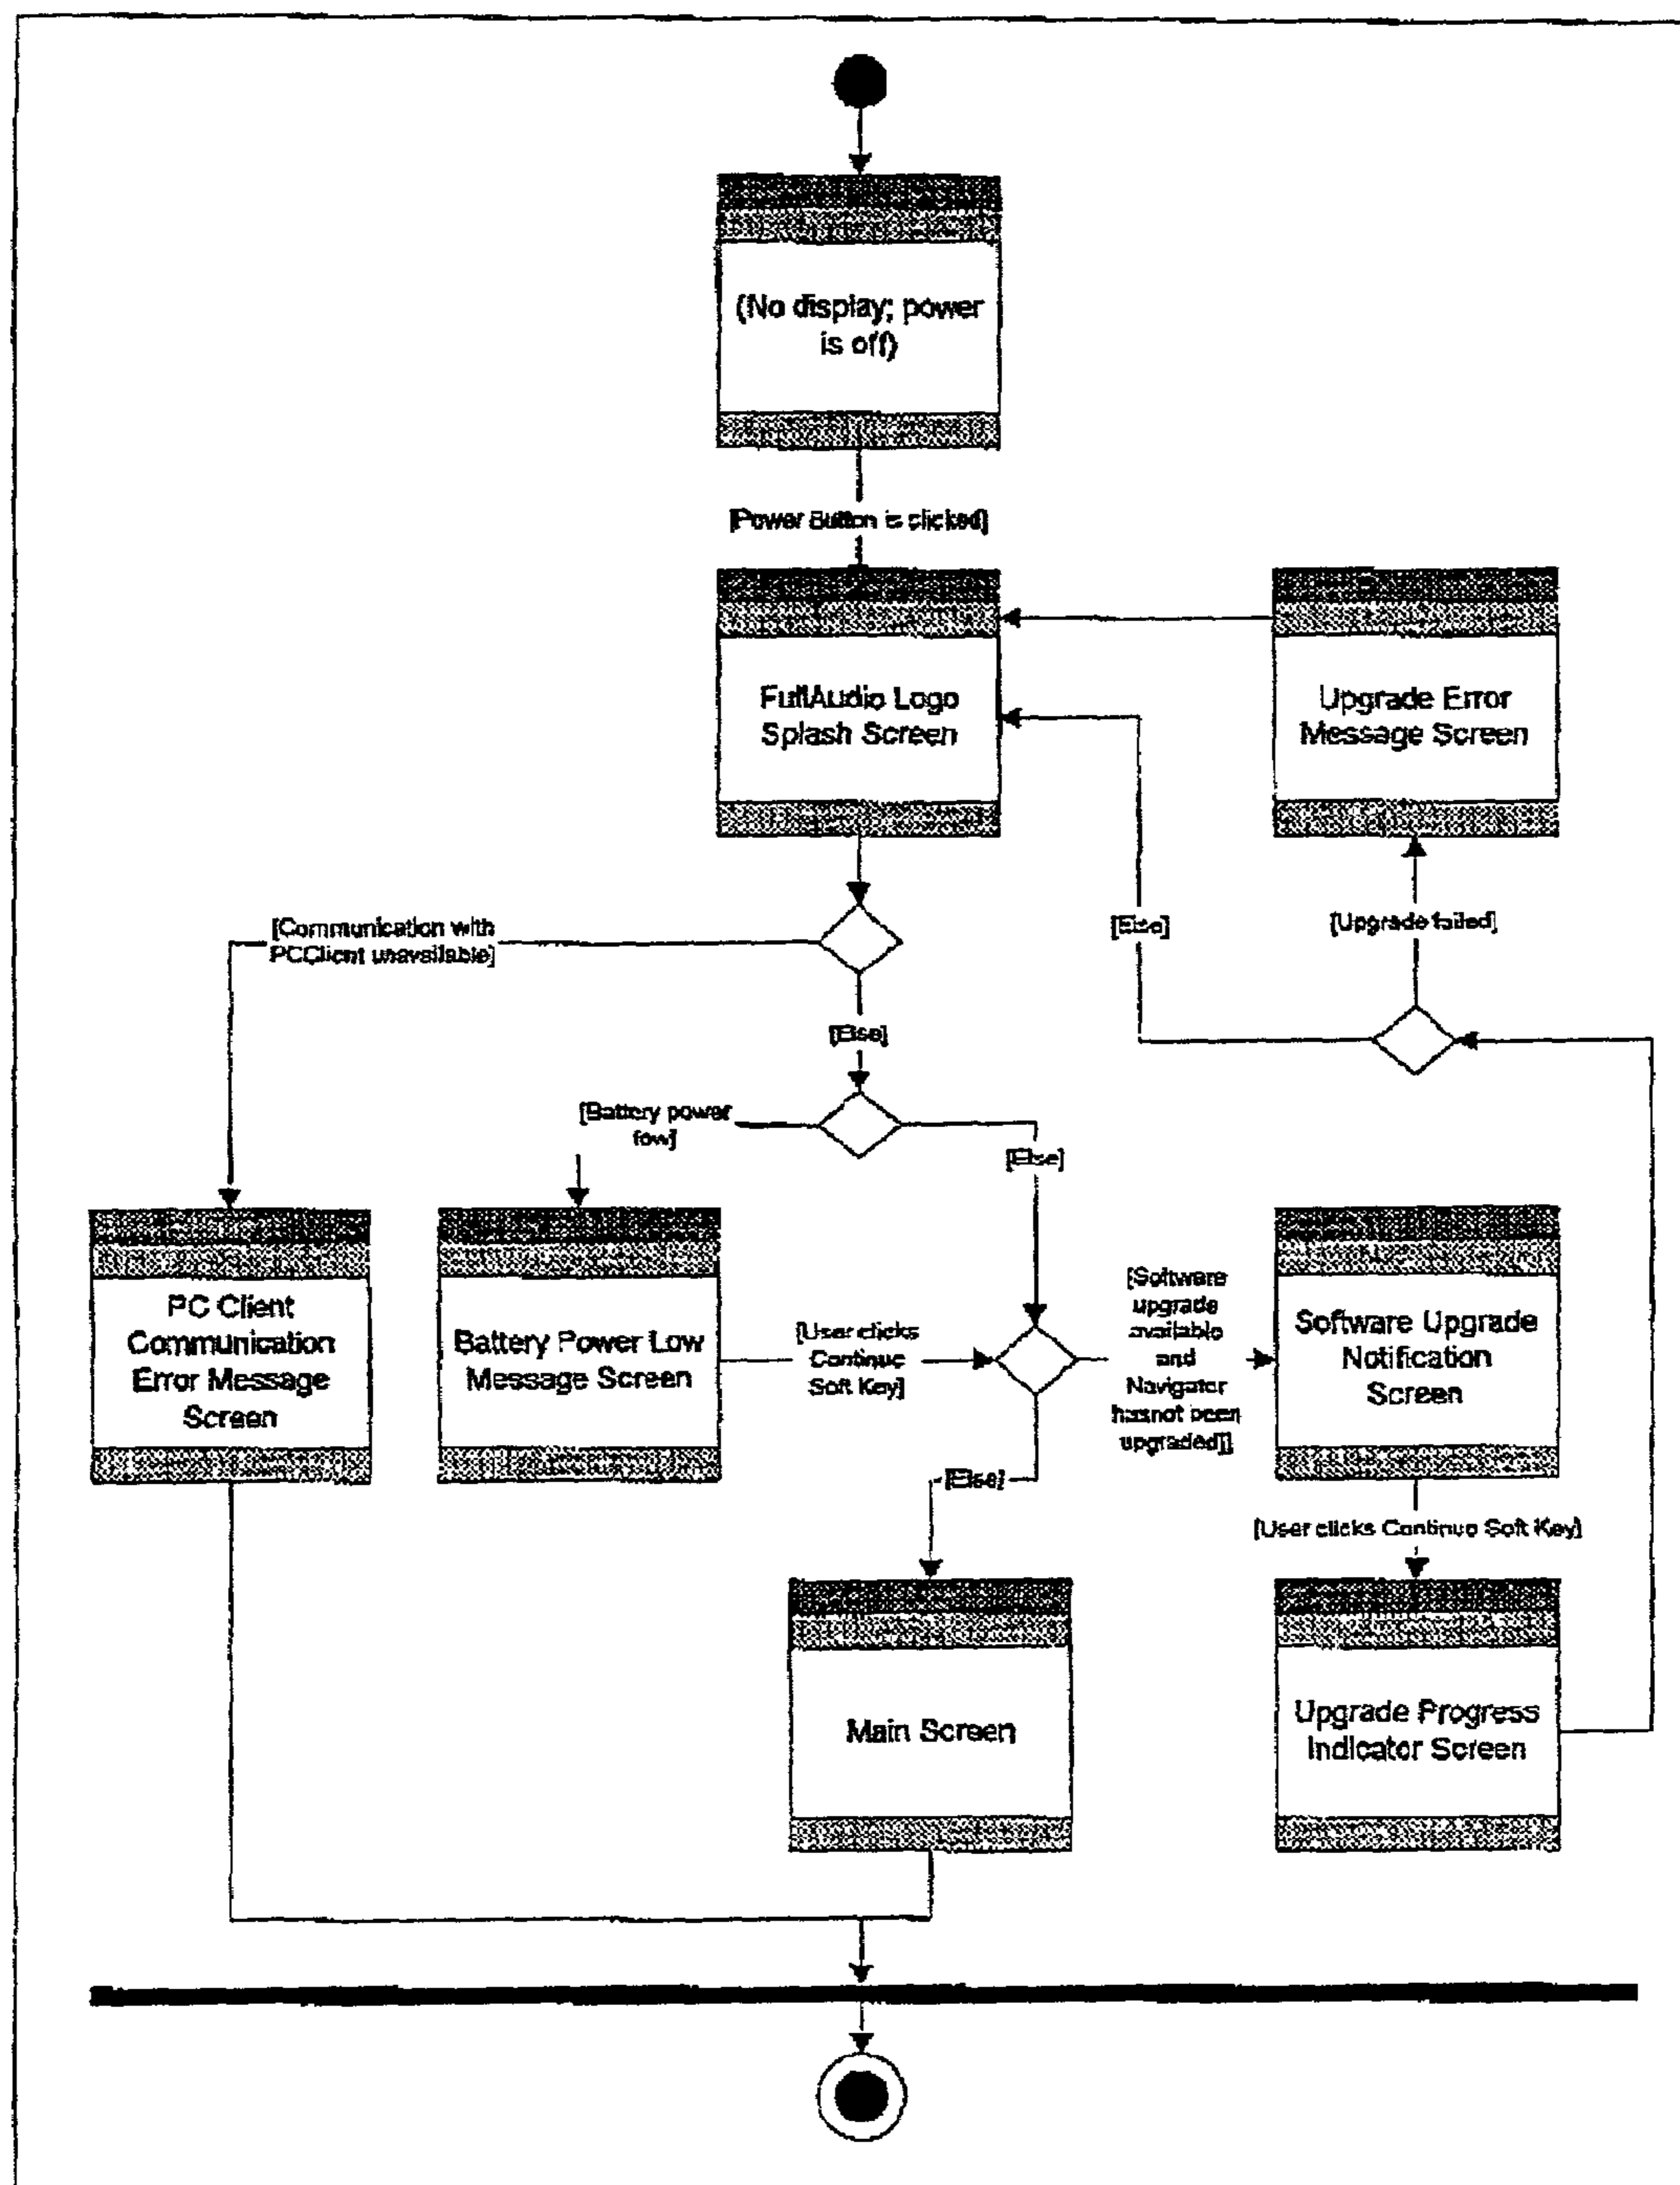 (No display; power
is off)
[Power Button is clicked]
FullAudio Logo
Splash Screen
Upgrade Error
Message Screen
[Communication with
PCClient unavailable]
[Else]
[Upgrade failed]
[Else]
[Battery power
low]
[Else]
PC Client
Communication
Error Message
Screen
Battery Power Low
Message Screen
[User clicks
Continue
Soft Key]
[Software
upgrade
available
and
Navigator
hasnot been
upgraded]]
Software Upgrade
Notification
Screen
[Else]
[User clicks Continue Soft Key]
Main Screen
Upgrade Progress
Indicator Screen